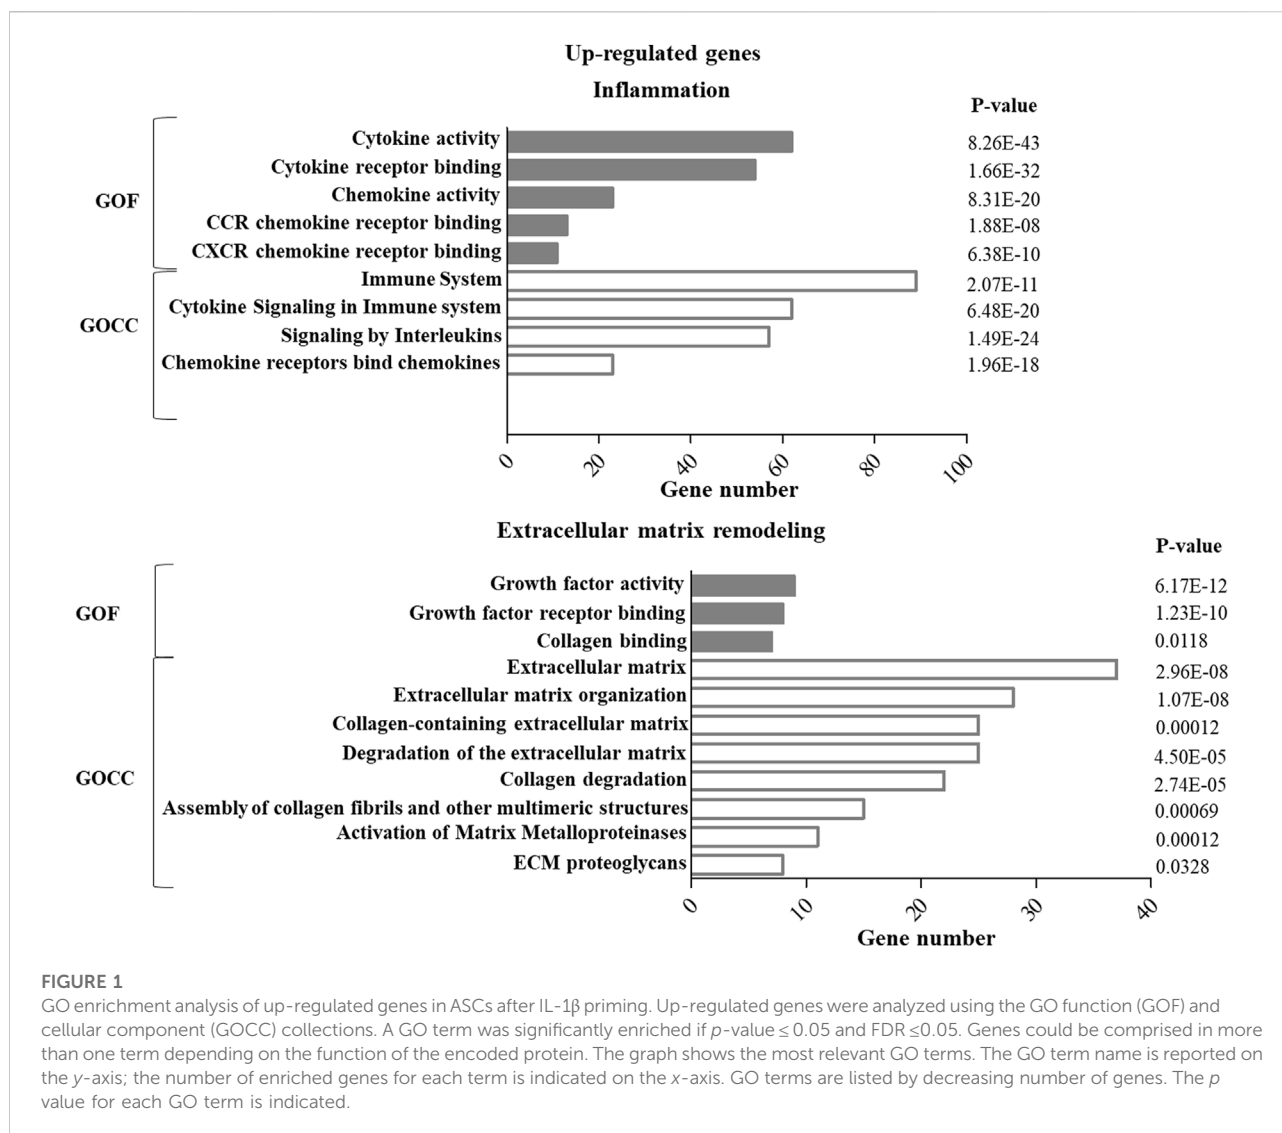 Up-regulated genes
Inflammation
P-value
GOF
Cytokine activity 8.26E-43
Cytokine receptor binding 1.66E-32
Chemokine activity 8.31E-20
CCR chemokine receptor binding 1.88E-08
CXCR chemokine receptor binding 6.38E-10
GOCC
Immune System 2.07E-11
Cytokine Signaling in Immune system 6.48E-20
Signaling by Interleukins 1.49E-24
Chemokine receptors bind chemokines 1.96E-18
0 20 40 60 80 100
Gene number
Extracellular matrix remodeling
P-value
GOF
Growth factor activity 6.17E-12
Growth factor receptor binding 1.23E-10
Collagen binding 0.0118
GOCC
Extracellular matrix 2.96E-08
Extracellular matrix organization 1.07E-08
Collagen-containing extracellular matrix 0.00012
Degradation of the extracellular matrix 4.50E-05
Collagen degradation 2.74E-05
Assembly of collagen fibrils and other multimeric structures 0.00069
Activation of Matrix Metalloproteinases 0.00012
ECM proteoglycans 0.0328
0 10 20 30 40
Gene number
FIGURE 1
GO enrichment analysis of up-regulated genes in ASCs after IL-1β priming. Up-regulated genes were analyzed using the GO function (GOF) and
cellular component (GOCC) collections. A GO term was significantly enriched if p-value ≤ 0.05 and FDR ≤0.05. Genes could be comprised in more
than one term depending on the function of the encoded protein. The graph shows the most relevant GO terms. The GO term name is reported on
the y-axis; the number of enriched genes for each term is indicated on the x-axis. GO terms are listed by decreasing number of genes. The p
value for each GO term is indicated.